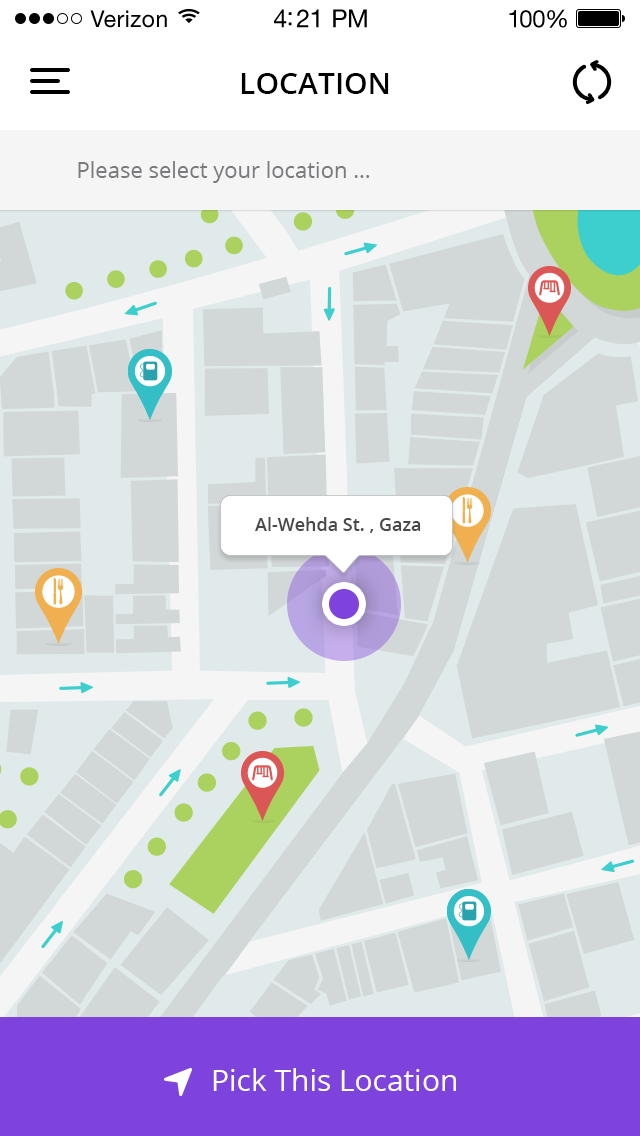 Verizon 4:21 PM 100%
LOCATION
Please select your location ...
Al-Wehda St. , Gaza
Pick This Location